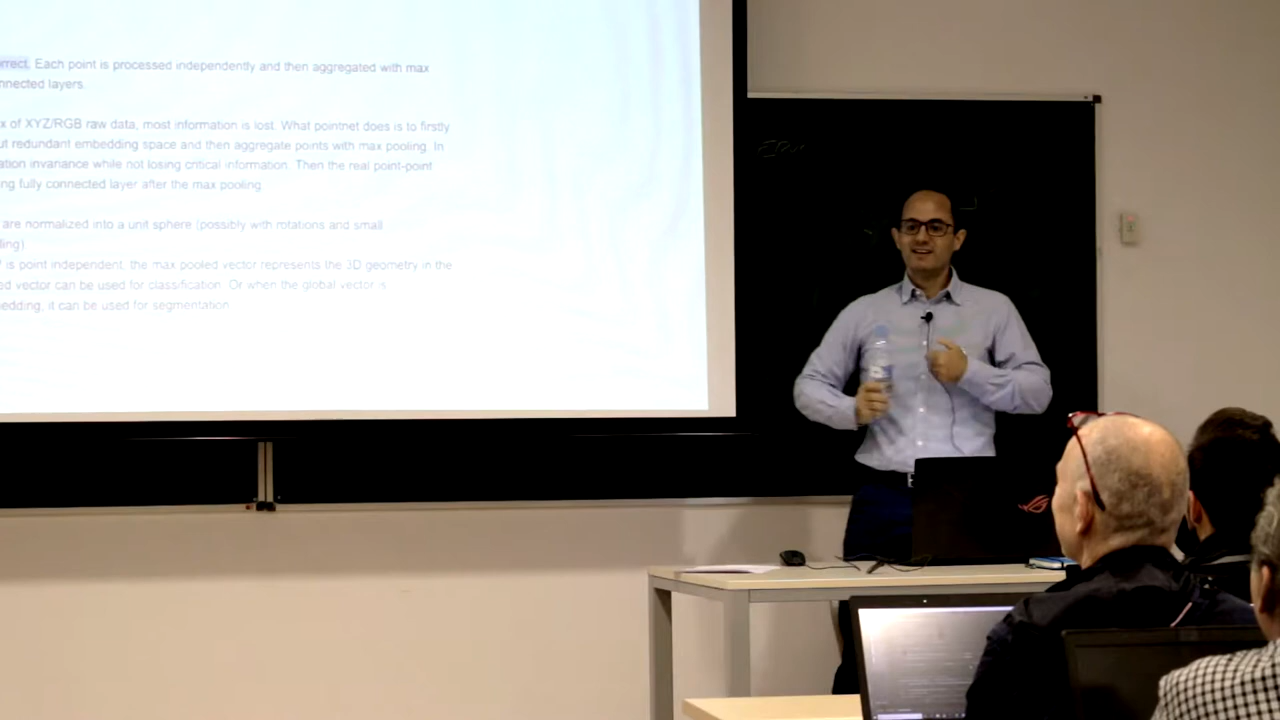 orrect. Each point is processed independently and then aggregated with max
nnected layers.
x of XYZ/RGB raw data, most information is lost. What pointnet does is to firstly
ut redundant embedding space and then aggregate points with max pooling. In
ation invanance while not losing critical information. Then the real point-point
ng fully connected layer after the max pooling.
are normalized into a unit sphere (possibly with rotations and small
ling)
is point independent, the max pooled vector represents the 3D geometry in the
ed vector can be used for classification. Or when the global vector is
edding, it can be used for segmentation.